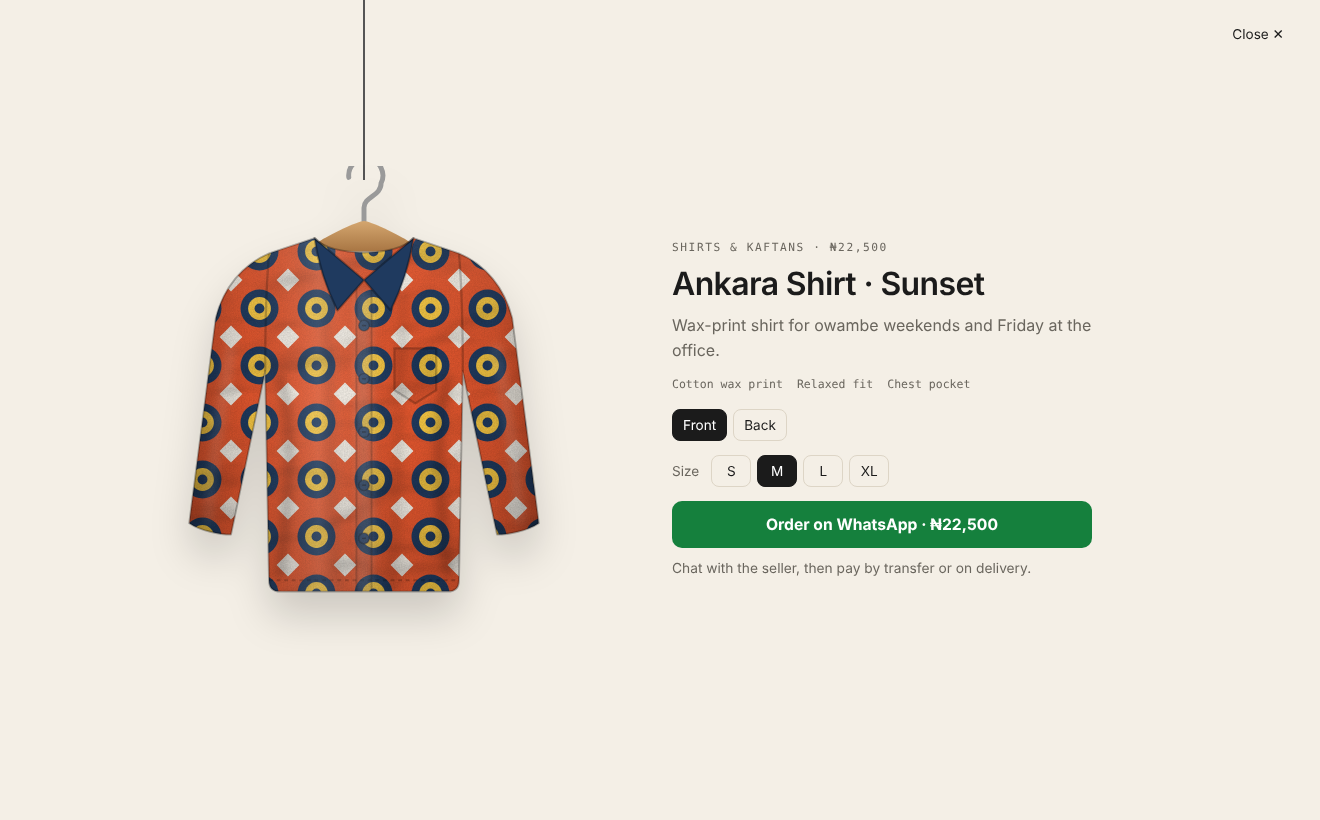 Close ✕
SHIRTS & KAFTANS · ₦22,500
Ankara Shirt · Sunset
Wax-print shirt for owambe weekends and Friday at the
office.
Cotton wax print Relaxed fit Chest pocket
Front Back
Size S M L XL
Order on WhatsApp · ₦22,500
Chat with the seller, then pay by transfer or on delivery.